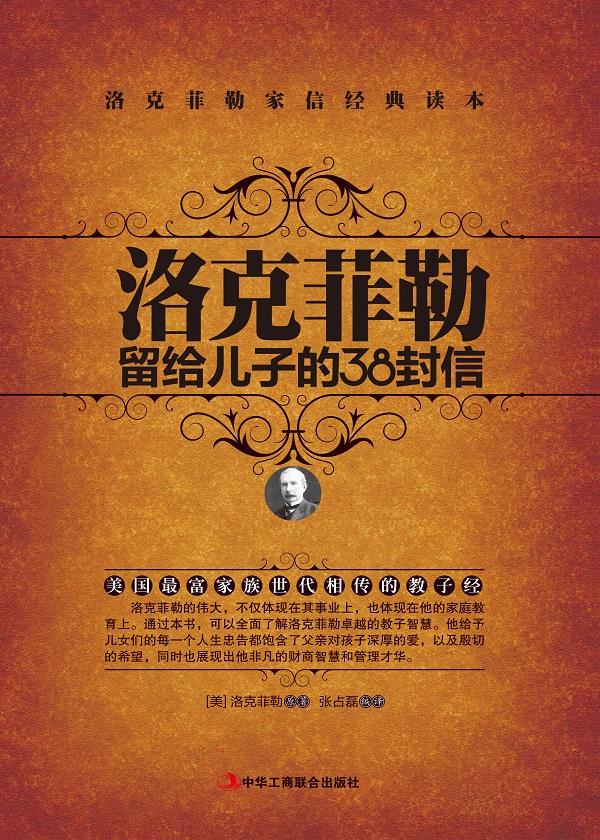 洛克菲勒家信经典读本
洛克菲勒
留给儿子的38封信
美国最富家族世代相传的教子经
洛克菲勒的伟大，不仅体现在其事业上，也体现在他的家庭教
育上。通过本书，可以全面了解洛克菲勒卓越的教子智慧。他给予
儿女们的每一个人生忠告都饱含了父亲对孩子深厚的爱，以及殷切
的希望，同时也展现出他非凡的财商智慧和管理才华。
[美]洛克菲勒 原著 张占磊 编译
中华工商联合出版社